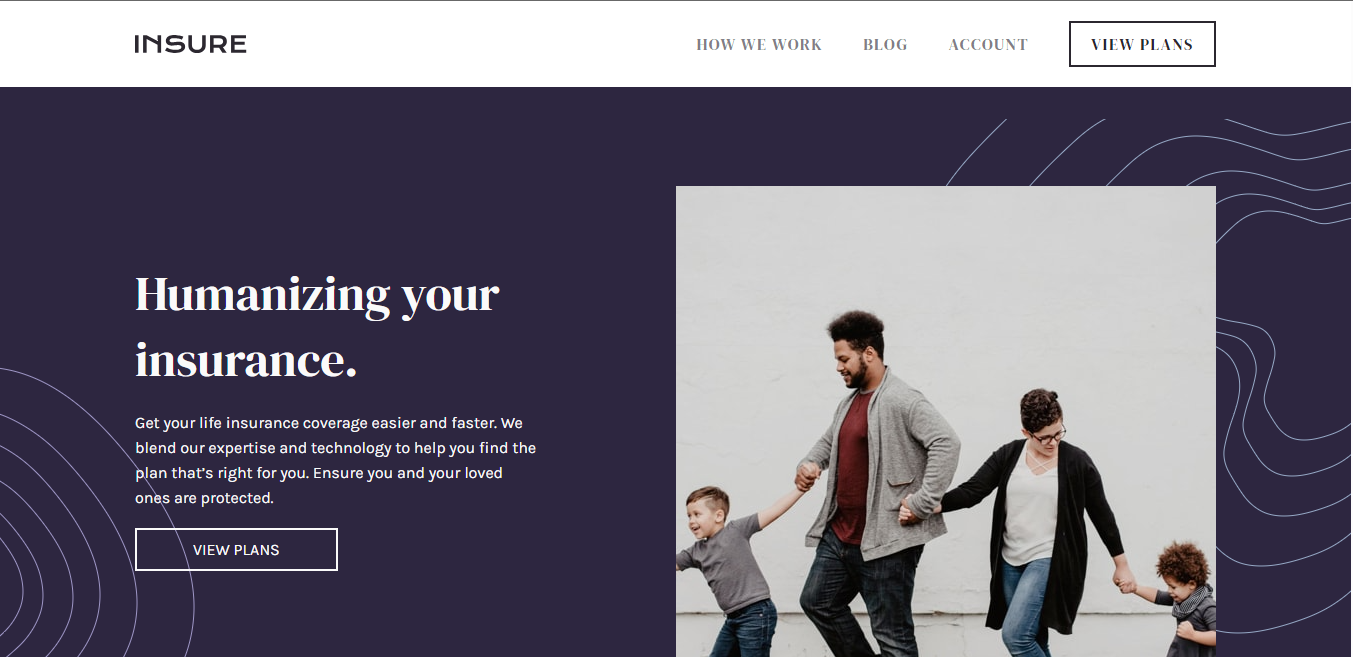 INSURE
HOW WE WORK
BLOG
ACCOUNT
VIEW PLANS
Humanizing your
insurance.
Get your life insurance coverage easier and faster. We
blend our expertise and technology to help you find the
plan that’s right for you. Ensure you and your loved
ones are protected.
VIEW PLANS